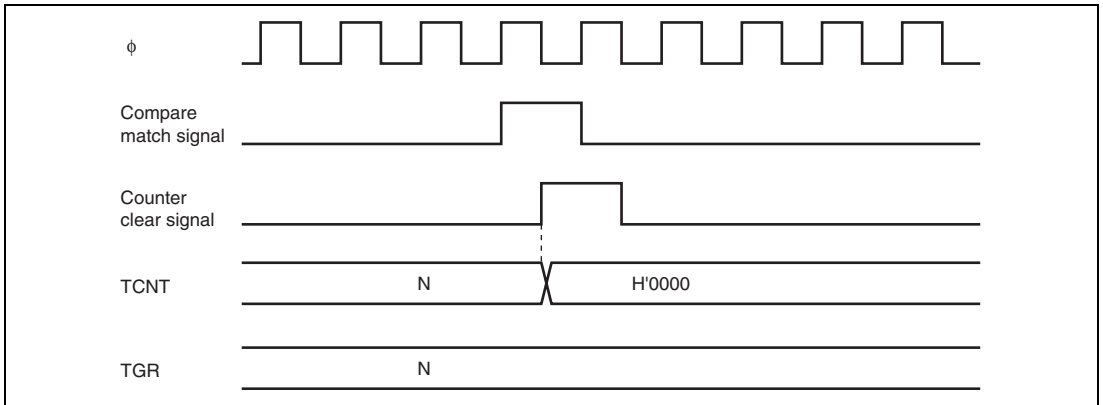 ϕ
Compare
match signal
Counter
clear signal
TCNT
N
H'0000
TGR
N